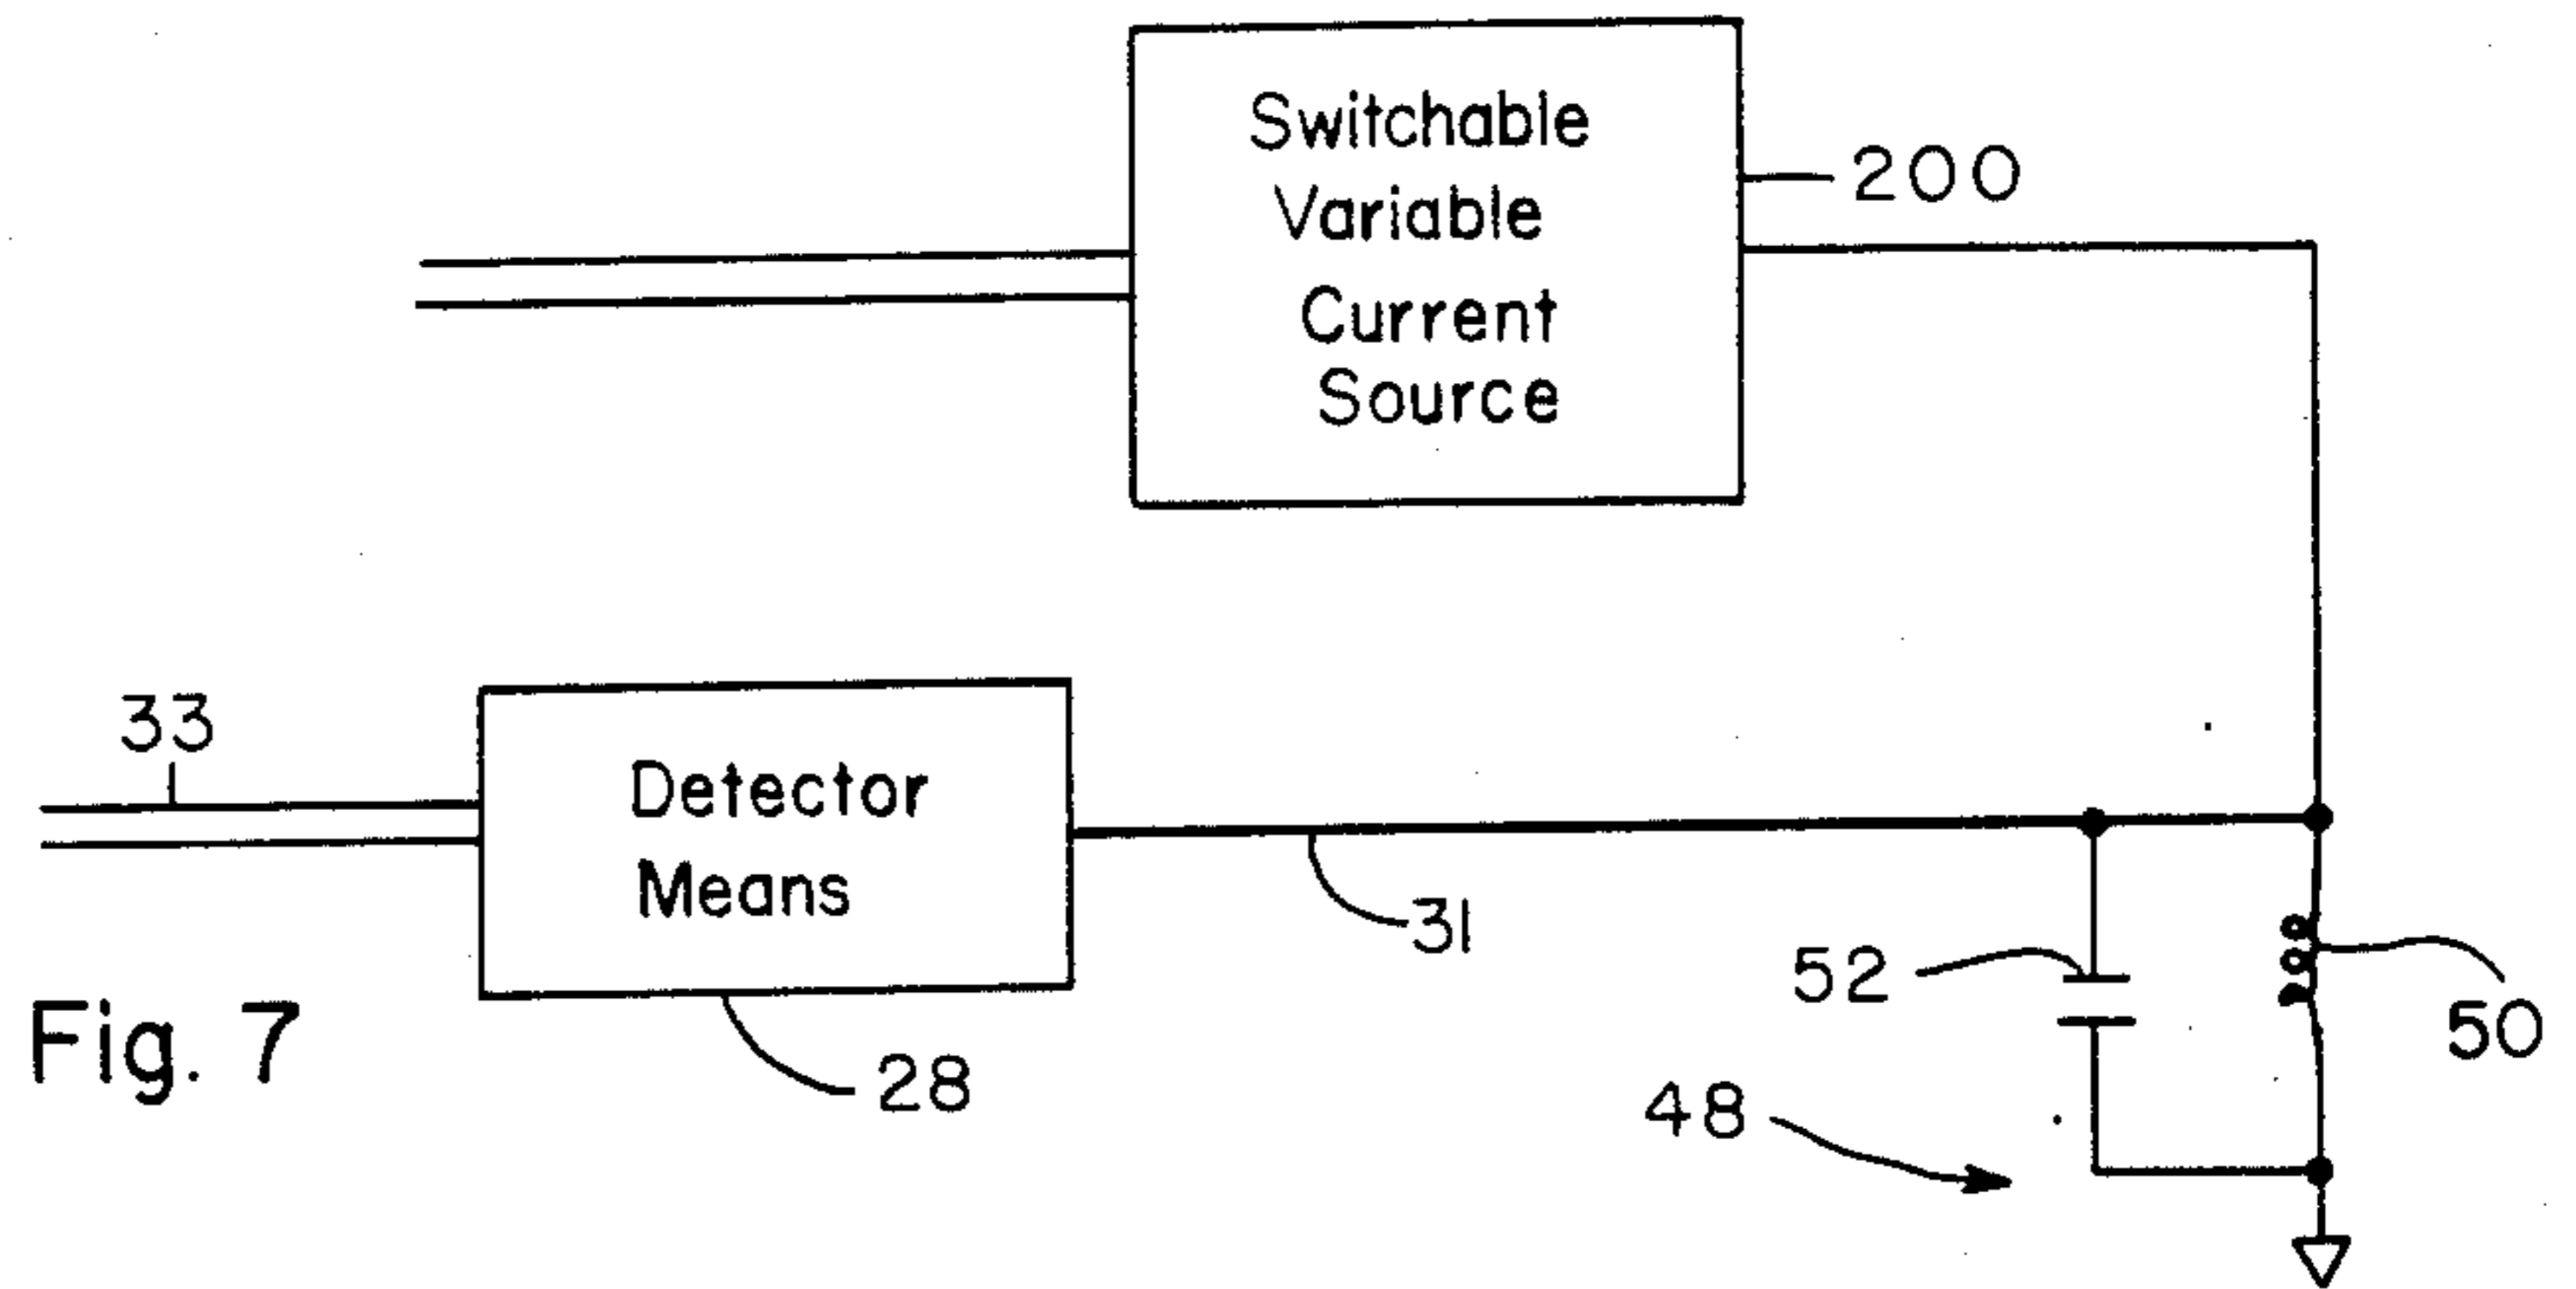 Switchable
Variable
Current
Source
200
33
Detector
Means
31
52
50
28
48
Fig. 7